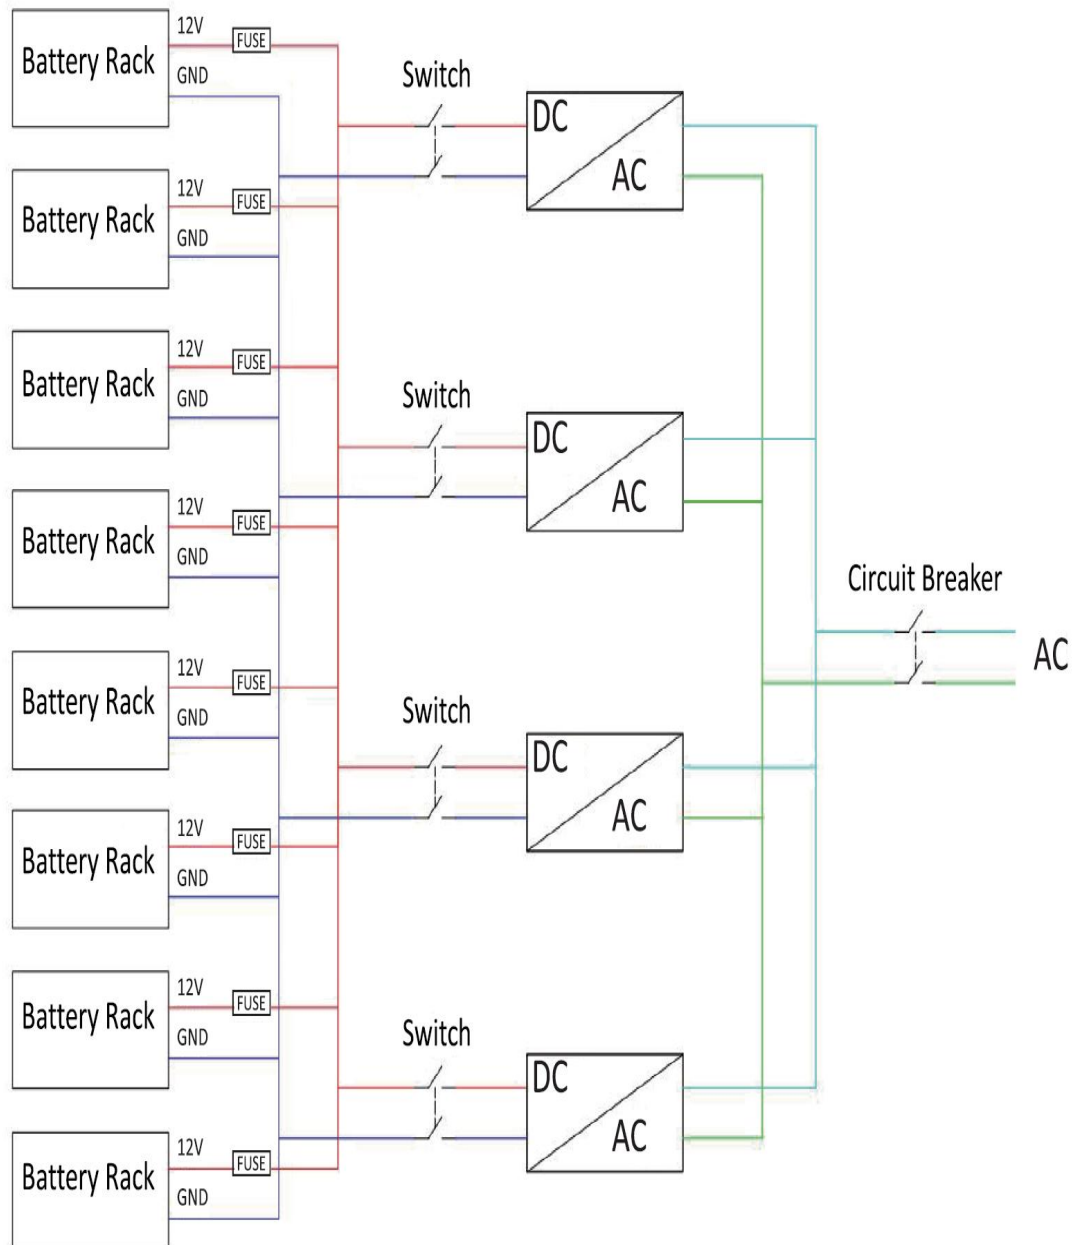 12V
FUSE
Battery Rack
GND
Switch
DC
AC
12V
FUSE
Battery Rack
GND
12V
FUSE
Battery Rack
GND
Switch
DC
AC
12V
FUSE
Battery Rack
GND
Circuit Breaker
AC
12V
FUSE
Battery Rack
GND
Switch
DC
AC
12V
FUSE
Battery Rack
GND
12V
FUSE
Battery Rack
GND
Switch
DC
AC
12V
FUSE
Battery Rack
GND